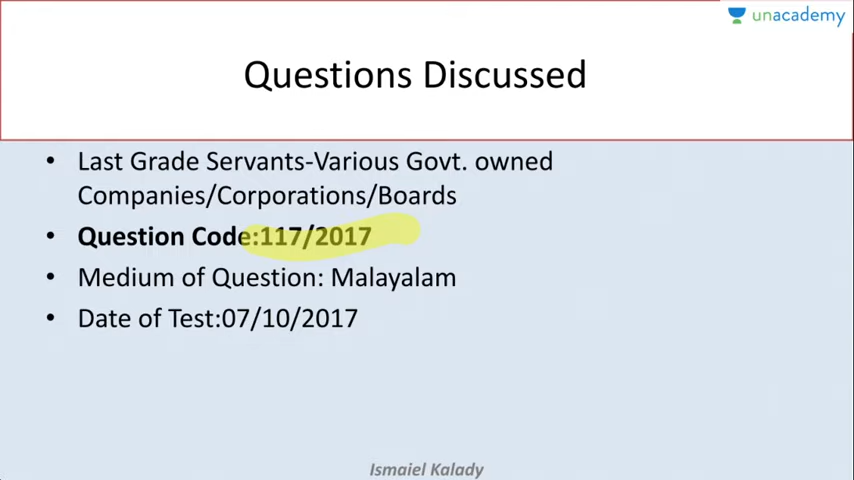 unacademy
Questions Discussed
• Last Grade Servants-Various Govt. owned
Companies/Corporations/Boards
• Question Code:117/2017
• Medium of Question: Malayalam
• Date of Test:07/10/2017
Ismaiel Kalady